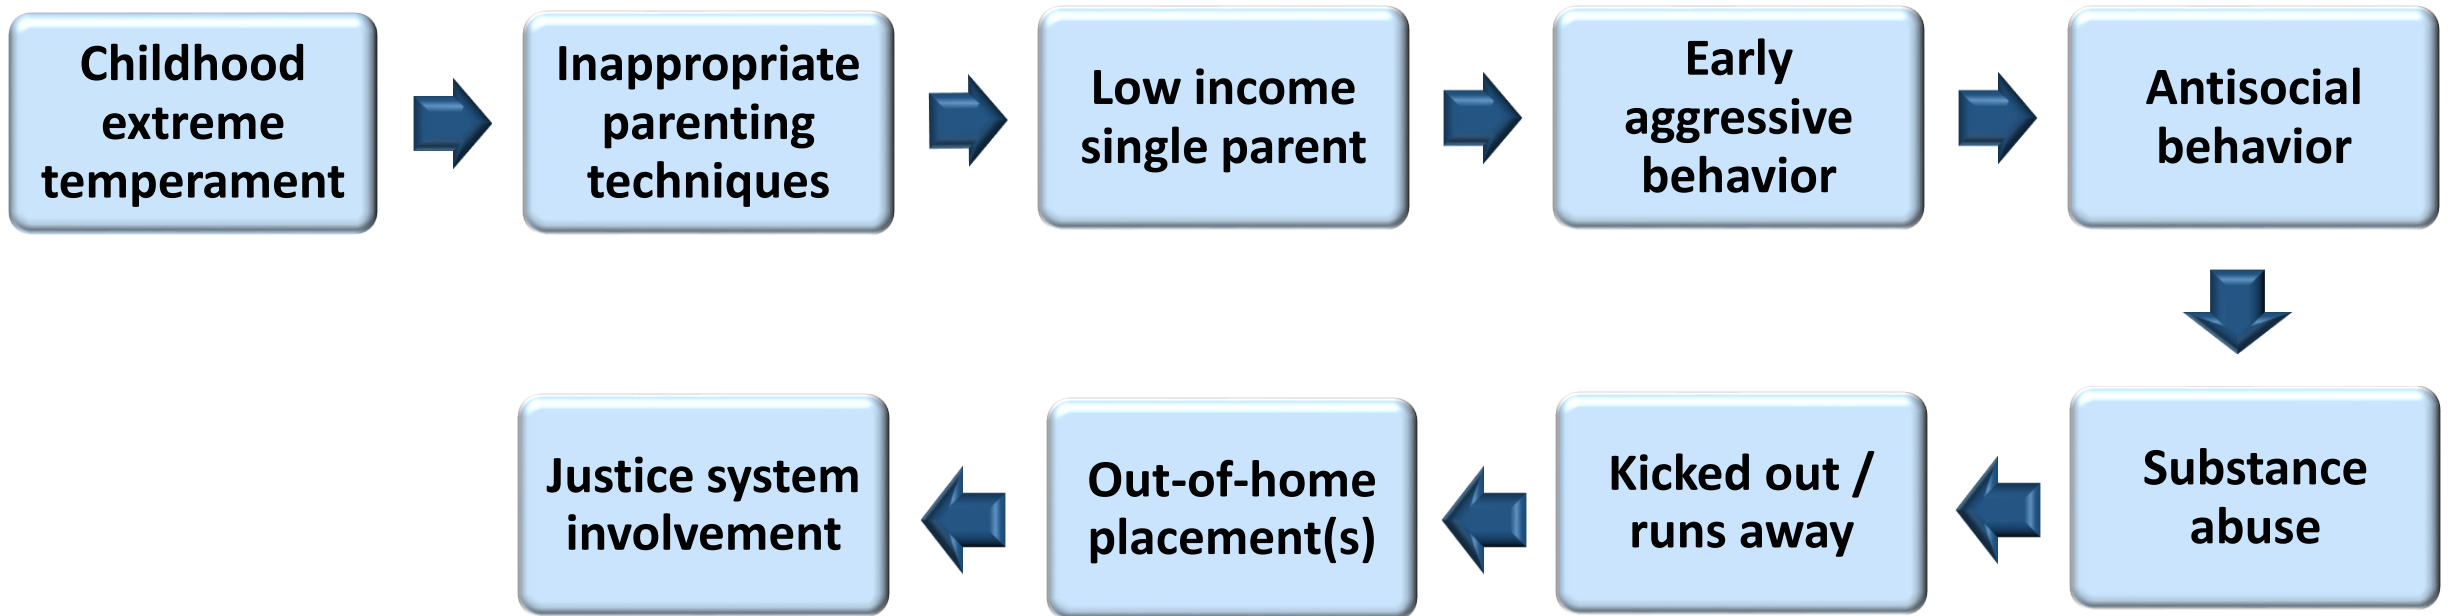 Childhood
extreme
temperament
Inappropriate
parenting
techniques
Low income
single parent
Early
aggressive
behavior
Antisocial
behavior
Substance
abuse
Kicked out /
runs away
Out-of-home
placement(s)
Justice system
involvement